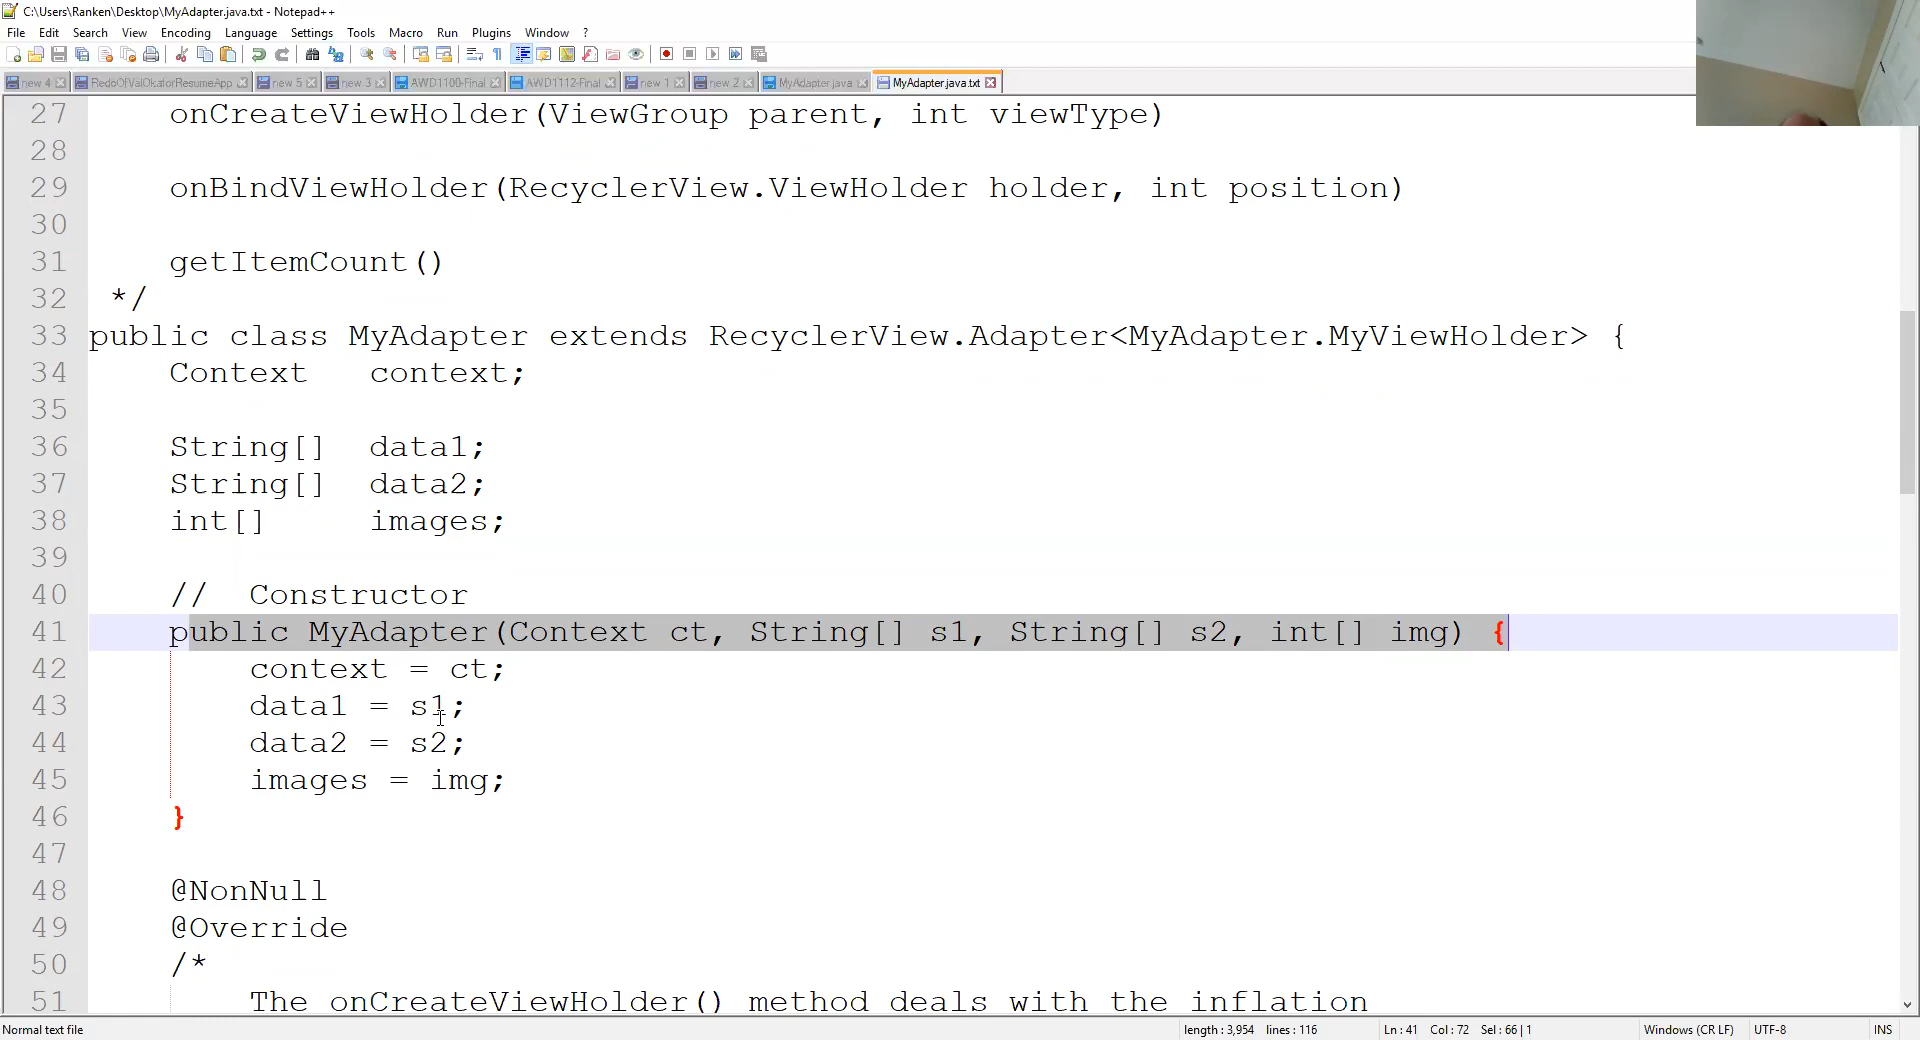 C:\Users\Ranken\Desktop\MyAdapter.java.txt - Notepad++
File Edit Search View Encoding Language Settings Tools Macro Run Plugins Window ?
new 4 RedoOfValOkaforResumeApp new 5 new 3 AWD1100-Final AWD1112-Final new 1 new 2 MyAdapter.java MyAdapter.java.txt
27 onCreateViewHolder(ViewGroup parent, int viewType)
28
29 onBindViewHolder(RecyclerView.ViewHolder holder, int position)
30
31 getItemCount()
32 */
33 public class MyAdapter extends RecyclerView.Adapter<MyAdapter.MyViewHolder> {
34 Context context;
35
36 String[] data1;
37 String[] data2;
38 int[] images;
39
40 // Constructor
41 public MyAdapter(Context ct, String[] s1, String[] s2, int[] img) {
42 context = ct;
43 data1 = s1;
44 data2 = s2;
45 images = img;
46 }
47
48 @NonNull
49 @Override
50 /*
51 The onCreateViewHolder() method deals with the inflation
Normal text file length : 3,954 lines : 116 Ln : 41 Col : 72 Sel : 66 | 1 Windows (CR LF) UTF-8 INS